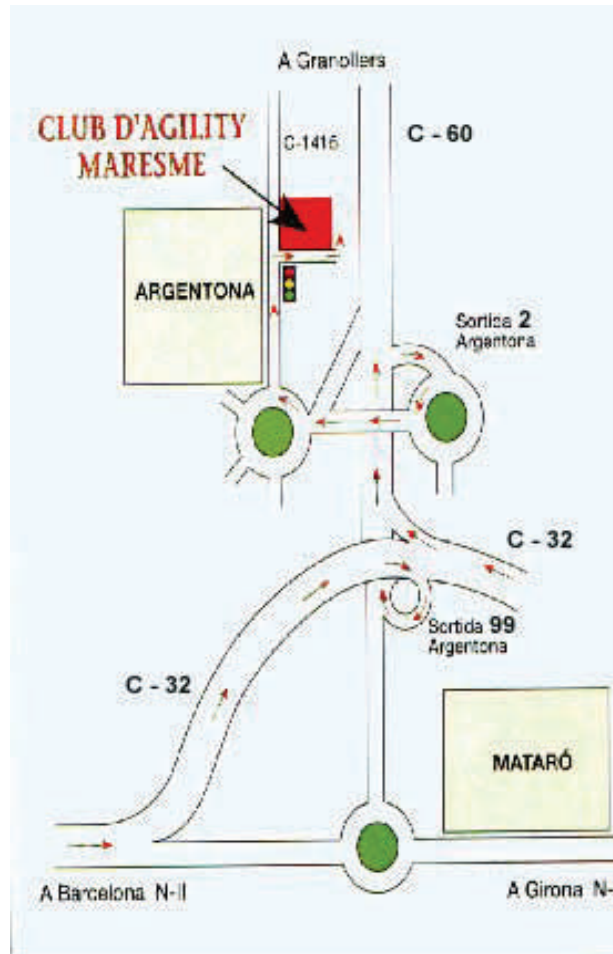 A Granollers
CLUB D'AGILITY
MARESME
C-1415
C - 60
ARGENTONA
Sortida 2
Argentona
C - 32
Sortida 99
Argentona
C - 32
MATARÓ
A Barcelona N-II
A Girona N-